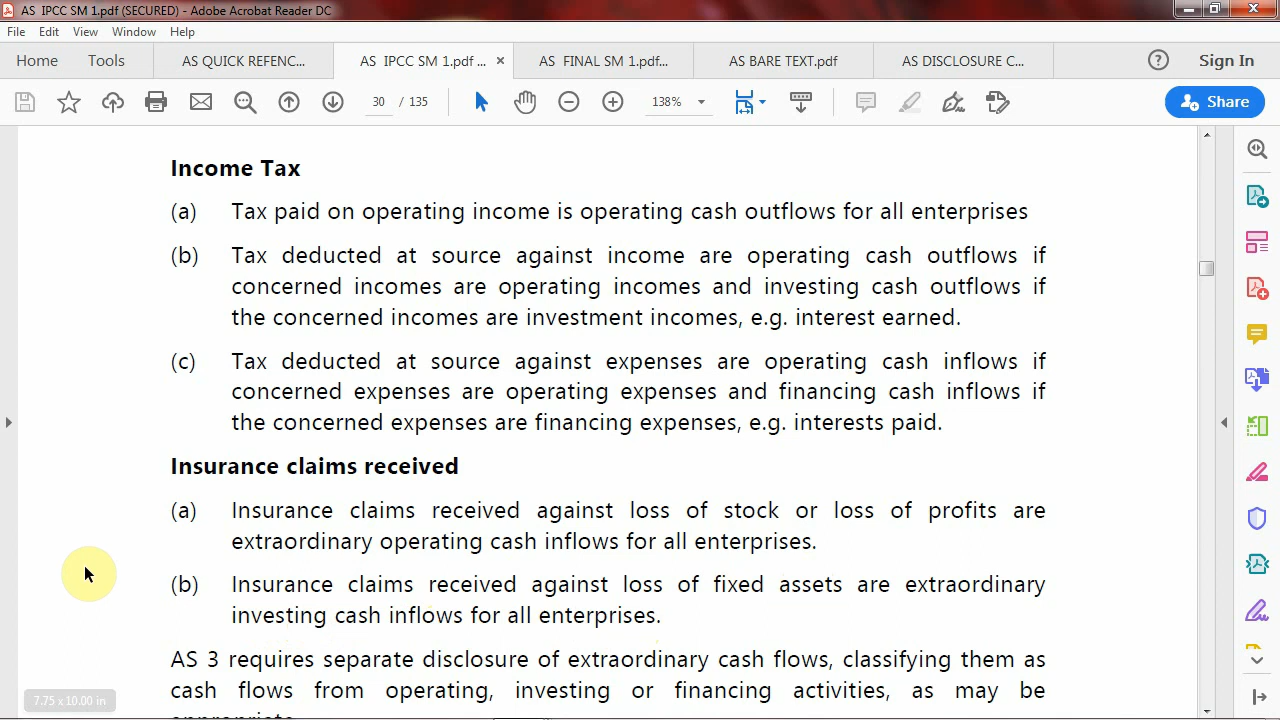 AS IPCC SM 1.pdf (SECURED) - Adobe Acrobat Reader DC
File Edit View Window Help
Home Tools AS QUICK REFENC... AS IPCC SM 1.pdf ... × AS FINAL SM 1.pdf... AS BARE TEXT.pdf AS DISCLOSURE C... Sign In
30 / 135 138% Share
Income Tax
(a) Tax paid on operating income is operating cash outflows for all enterprises
(b) Tax deducted at source against income are operating cash outflows if
concerned incomes are operating incomes and investing cash outflows if
the concerned incomes are investment incomes, e.g. interest earned.
(c) Tax deducted at source against expenses are operating cash inflows if
concerned expenses are operating expenses and financing cash inflows if
the concerned expenses are financing expenses, e.g. interests paid.
Insurance claims received
(a) Insurance claims received against loss of stock or loss of profits are
extraordinary operating cash inflows for all enterprises.
(b) Insurance claims received against loss of fixed assets are extraordinary
investing cash inflows for all enterprises.
AS 3 requires separate disclosure of extraordinary cash flows, classifying them as
cash flows from operating, investing or financing activities, as may be
appropriate.
7.75 x 10.00 in